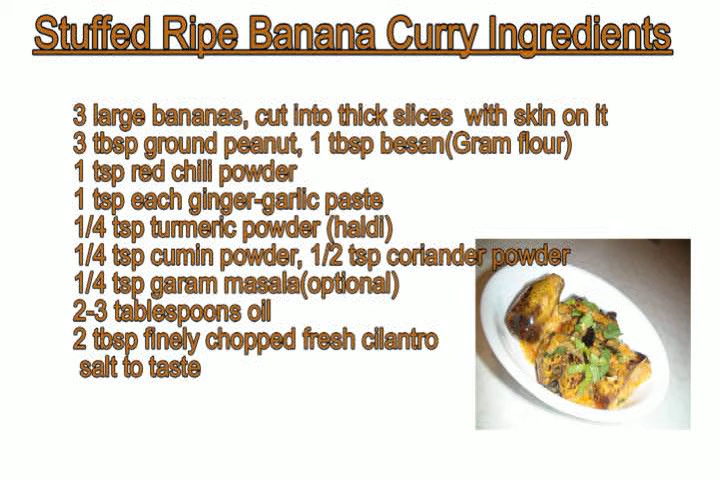 Stuffed Ripe Banana Curry Ingredients
3 large bananas, cut into thick slices with skin on it
3 tbsp ground peanut, 1 tbsp besan(Gram flour)
1 tsp red chili powder
1 tsp each ginger-garlic paste
1/4 tsp turmeric powder (haldi)
1/4 tsp cumin powder, 1/2 tsp coriander powder
1/4 tsp garam masala(optional)
2-3 tablespoons oil
2 tbsp finely chopped fresh cilantro
salt to taste